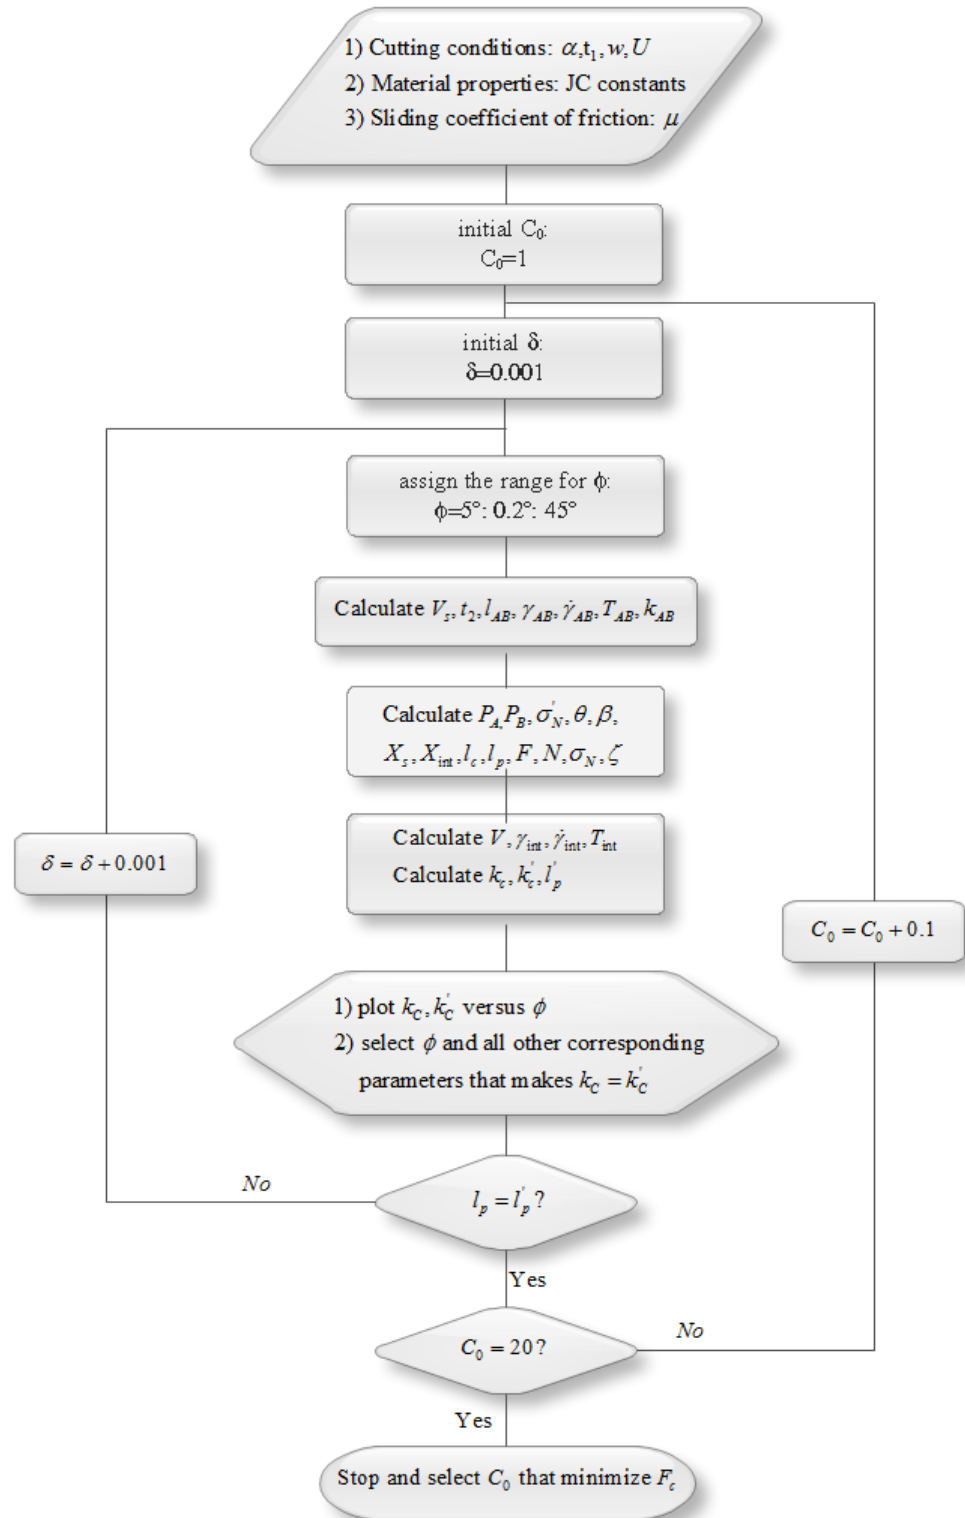 1) Cutting conditions: α,t₁,w,U
2) Material properties: JC constants
3) Sliding coefficient of friction: μ
initial C₀:
C₀=1
initial δ:
δ=0.001
assign the range for ϕ:
ϕ=5°: 0.2°: 45°
Calculate V_s, t₂, l_AB, γ_AB, γ̇_AB, T_AB, k_AB
Calculate P_A, P_B, σ'_N, θ, β,
X_s, X_int, l_c, l_p, F, N, σ_N, ζ
Calculate V, γ_int, γ̇_int, T_int
Calculate k_c, k'_c, l'_p
δ = δ + 0.001
C₀ = C₀ + 0.1
1) plot k_C, k'_C versus ϕ
2) select ϕ and all other corresponding
parameters that makes k_C = k'_C
No
l_p = l'_p ?
Yes
C₀ = 20 ?
No
Yes
Stop and select C₀ that minimize F_c